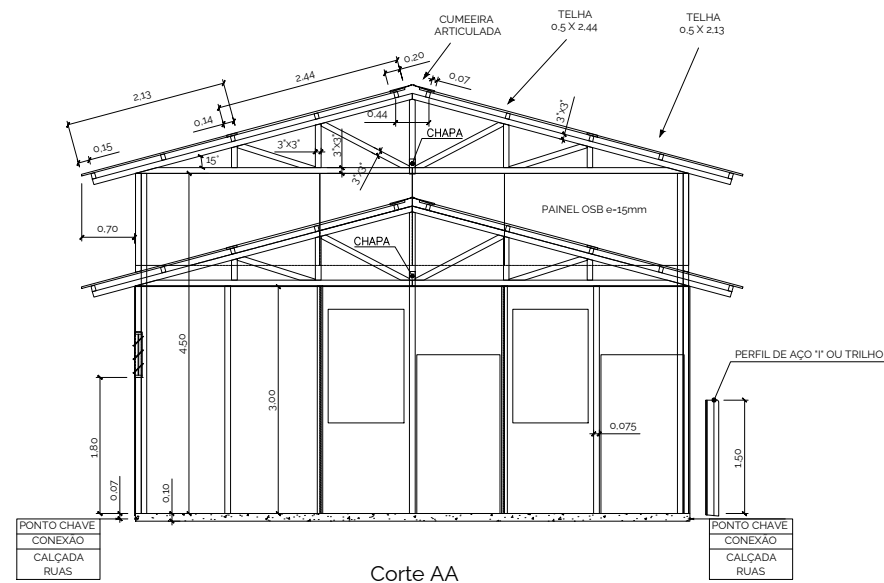 CUMEEIRA
ARTICULADA
TELHA
0,5 X 2,44
TELHA
0,5 X 2,13
0,20
2,44
0,07
2,13
0,14
0,44
0,15
3"x3"
CHAPA
3"x3"
3"x3"
15°
3"x3"
PAINEL OSB e=15mm
0,70
CHAPA
4,50
3,00
PERFIL DE AÇO "I" OU TRILHO
0,075
1,80
1,50
0,07
0,10
PONTO CHAVE
CONEXÃO
CALÇADA
RUAS
PONTO CHAVE
CONEXÃO
CALÇADA
RUAS
Corte AA